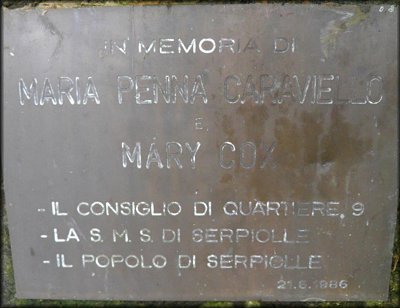 IN MEMORIA DI
MARIA PENNA CARAVIELLO
E
MARY COX
- IL CONSIGLIO DI QUARTIERE 9
- LA S. M. S. DI SERPIOLLE
- IL POPOLO DI SERPIOLLE
21.6.1986